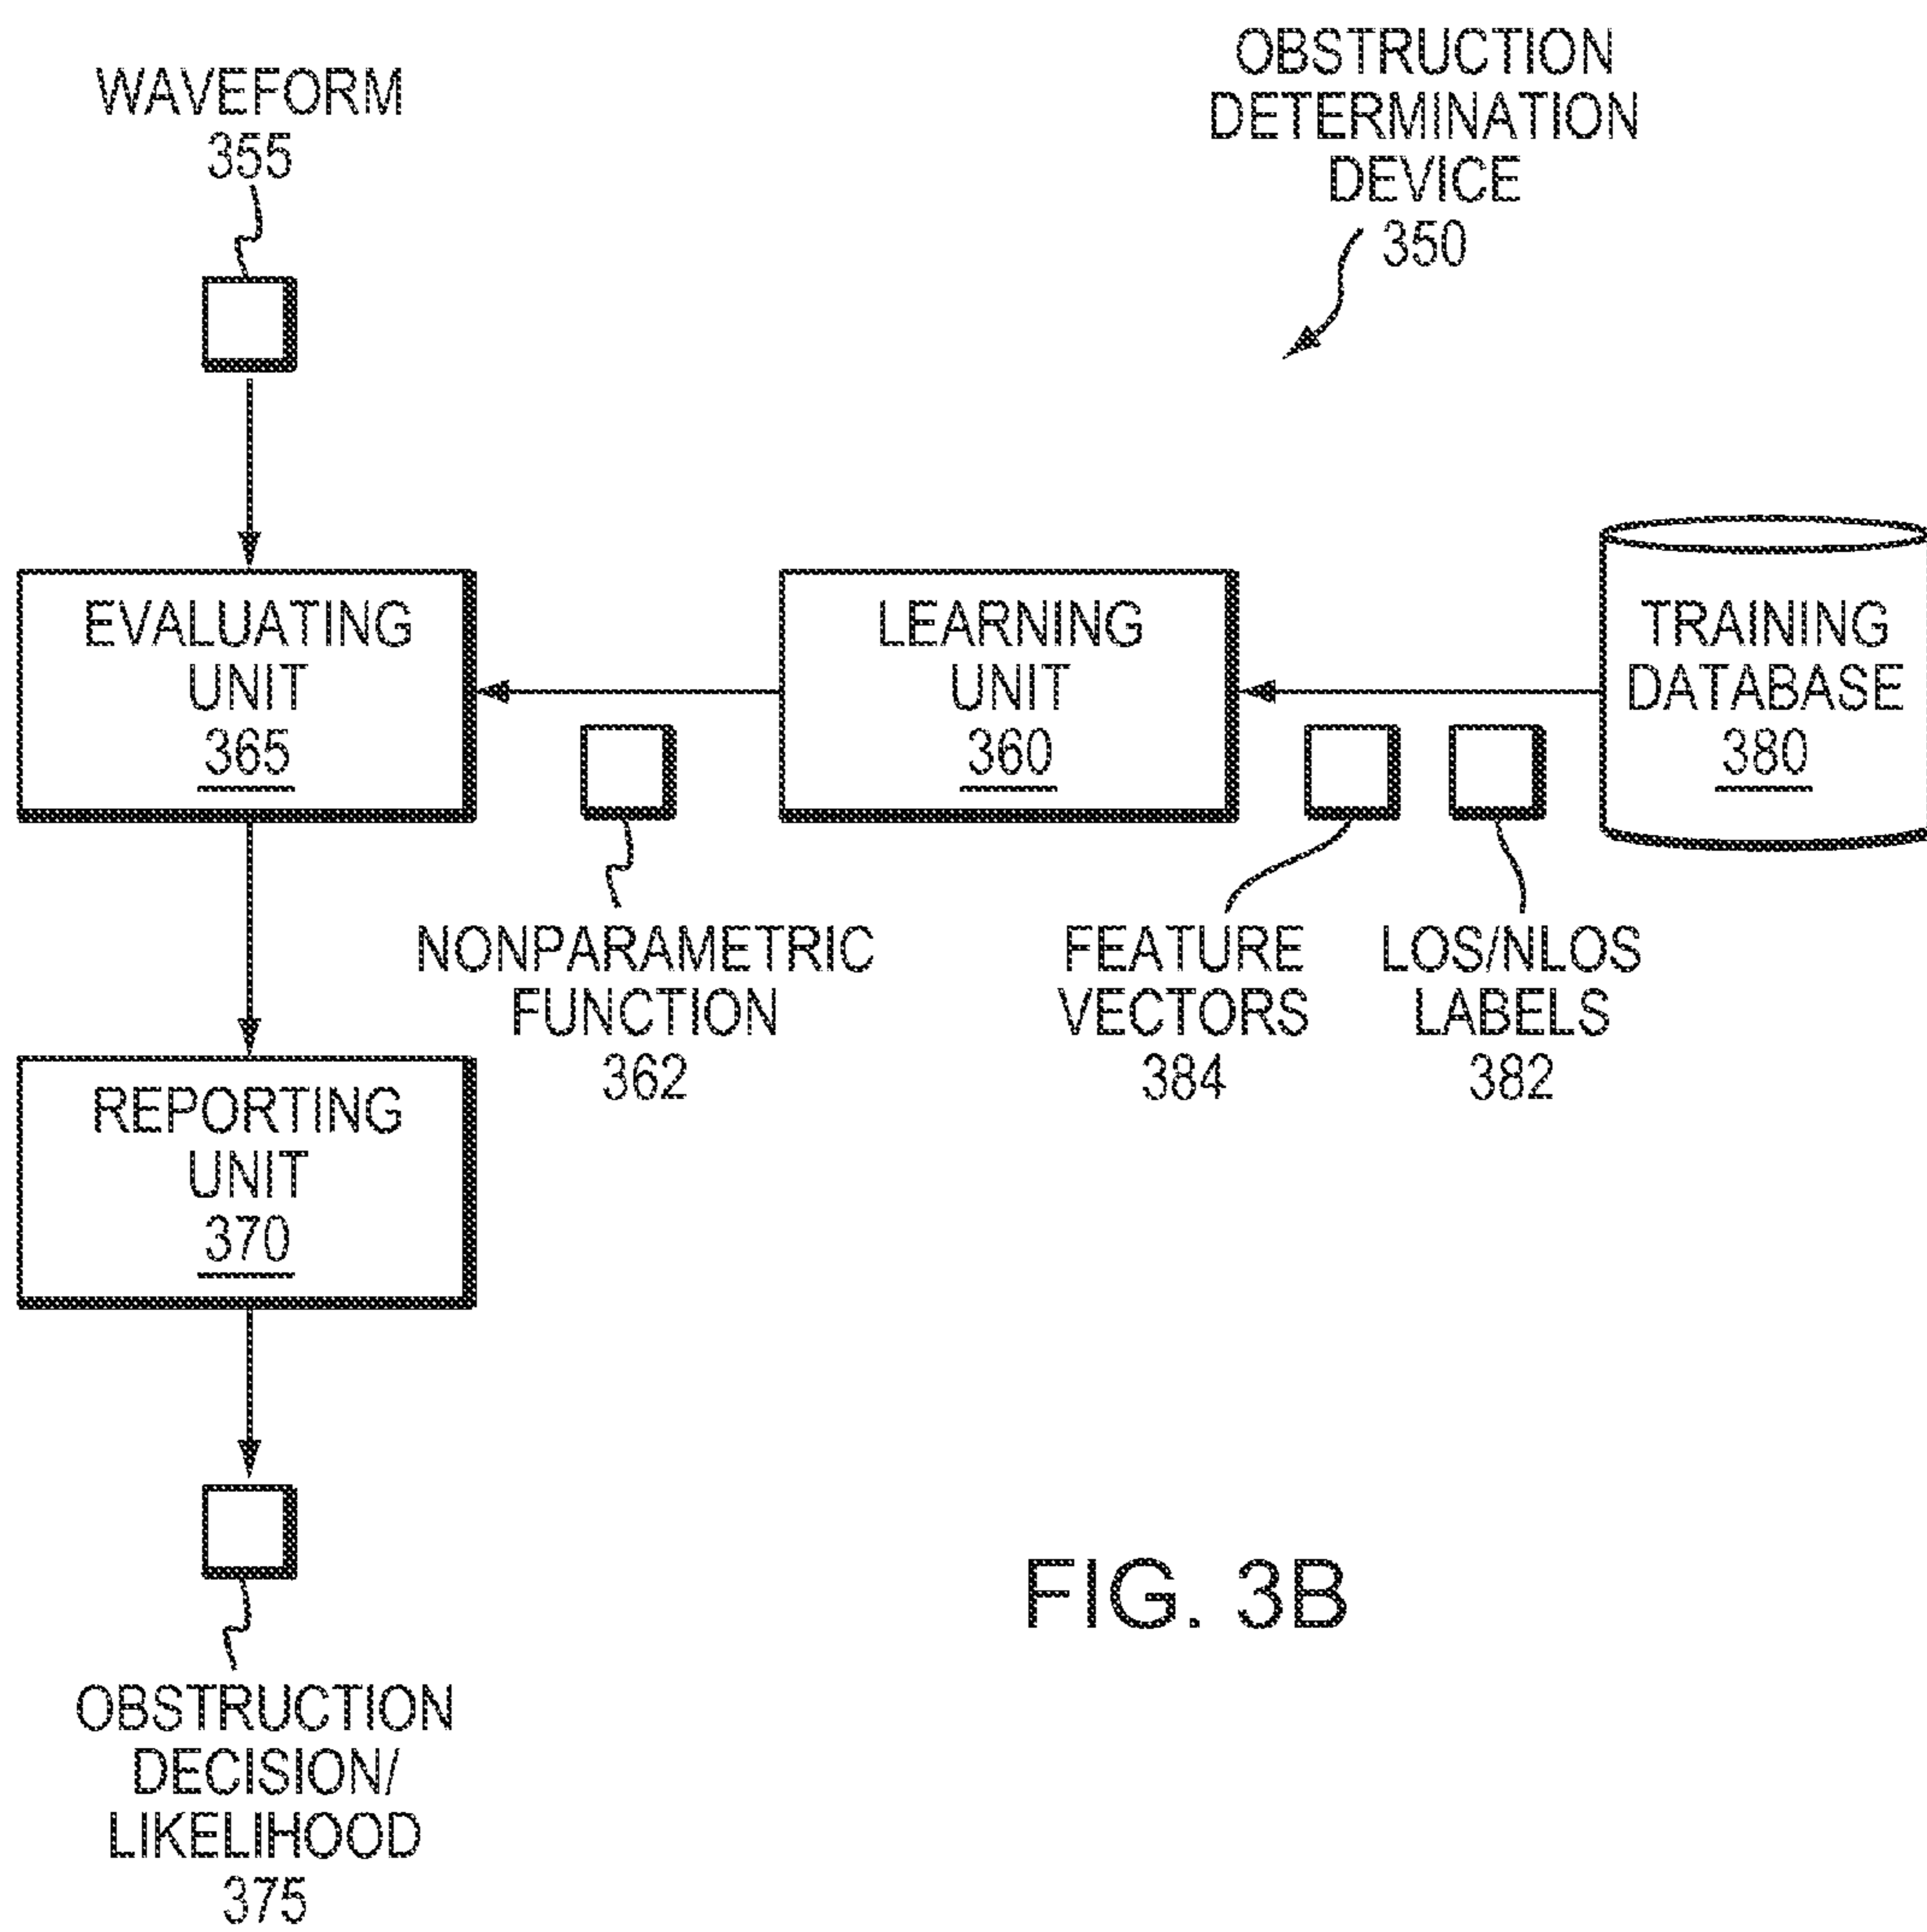 WAVEFORM
355
OBSTRUCTION
DETERMINATION
DEVICE
350
EVALUATING
UNIT
365
LEARNING
UNIT
360
TRAINING
DATABASE
380
NONPARAMETRIC
FUNCTION
362
FEATURE
VECTORS
384
LOS/NLOS
LABELS
382
REPORTING
UNIT
370
OBSTRUCTION
DECISION/
LIKELIHOOD
375
FIG. 3B